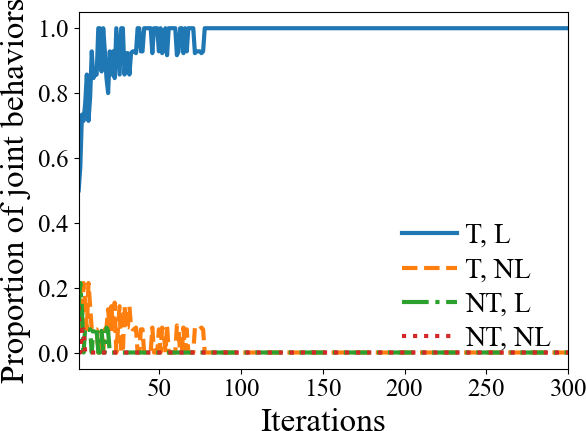 Proportion of joint behaviors
1.0
0.8
0.6
0.4
0.2
0.0
T, L
T, NL
NT, L
NT, NL
50
100
150
200
250
300
Iterations